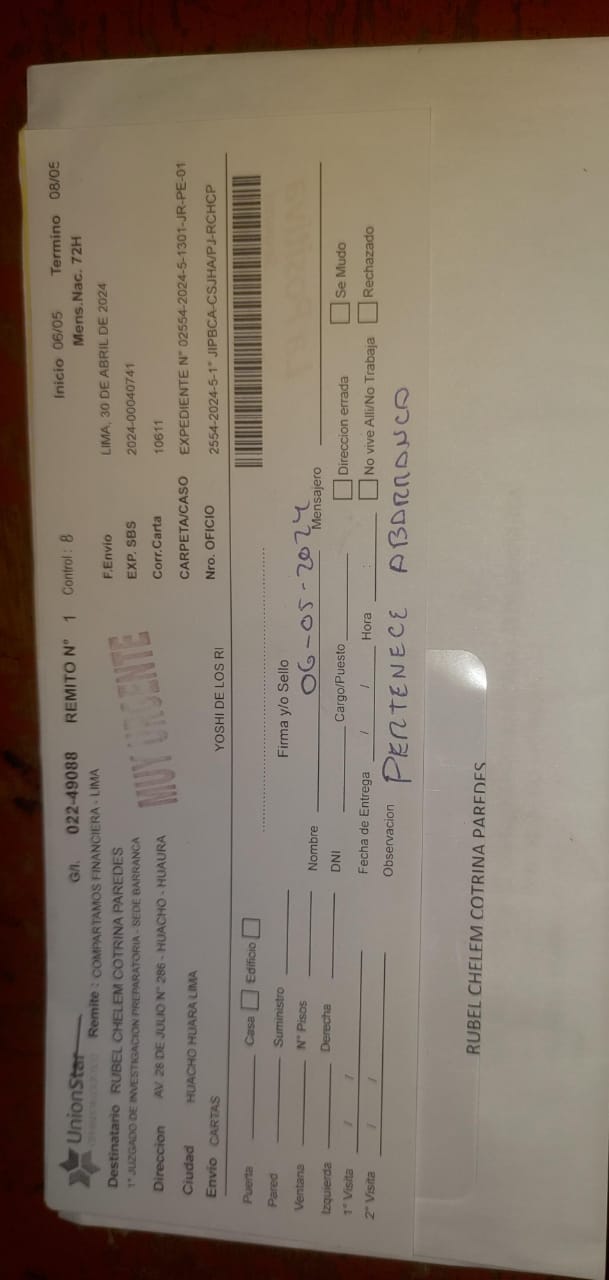 UnionStar
G/I. 022-49088 REMITO N° 1 Control : 8 Inicio 06/05 Termino 08/05
Remite : COMPARTAMOS FINANCIERA - LIMA Mens.Nac. 72H
Destinatario RUBEL CHELEM COTRINA PAREDES F.Envio LIMA, 30 DE ABRIL DE 2024
1° JUZGADO DE INVESTIGACION PREPARATORIA - SEDE BARRANCA EXP. SBS 2024-00040741
MUY URGENTE
Direccion AV. 28 DE JULIO N° 286 - HUACHO - HUAURA Corr.Carta 10611
Ciudad HUACHO HUARA LIMA CARPETA/CASO EXPEDIENTE N° 02554-2024-5-1301-JR-PE-01
Envio CARTAS YOSHI DE LOS RI Nro. OFICIO 2554-2024-5-1° JIPBCA-CSJHA/PJ-RCHCP
Puerta Casa Edificio
Pared Suministro Firma y/o Sello
Ventana N° Pisos Nombre 06-05-2024 Mensajero
Izquierda Derecha DNI Cargo/Puesto Direccion errada Se Mudo
1° Visita / / Fecha de Entrega / / Hora : No vive Alli/No Trabaja Rechazado
2° Visita / / Observacion PERTENECE ABARRANCA
RUBEL CHELEM COTRINA PAREDES